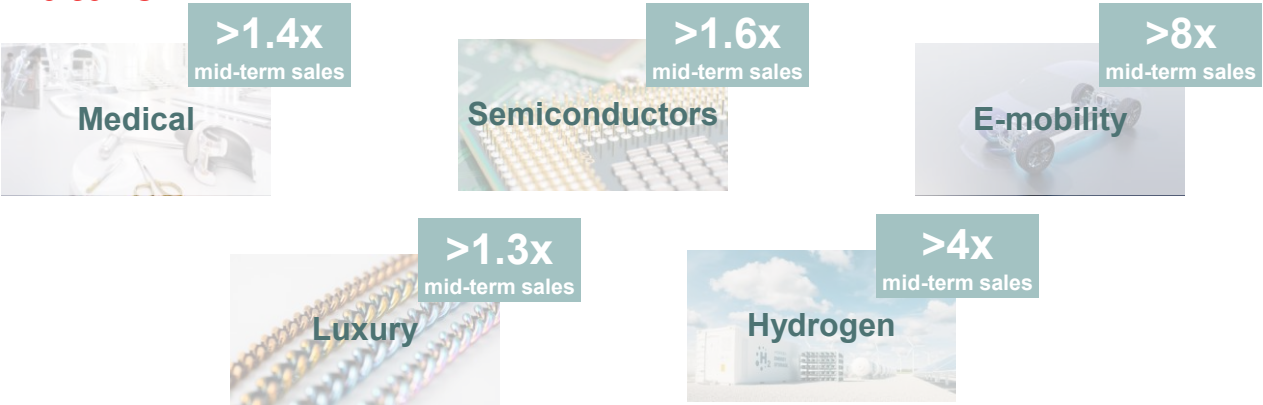 >1.4x
mid-term sales
Medical
>1.6x
mid-term sales
Semiconductors
>8x
mid-term sales
E-mobility
>1.3x
mid-term sales
Luxury
>4x
mid-term sales
Hydrogen